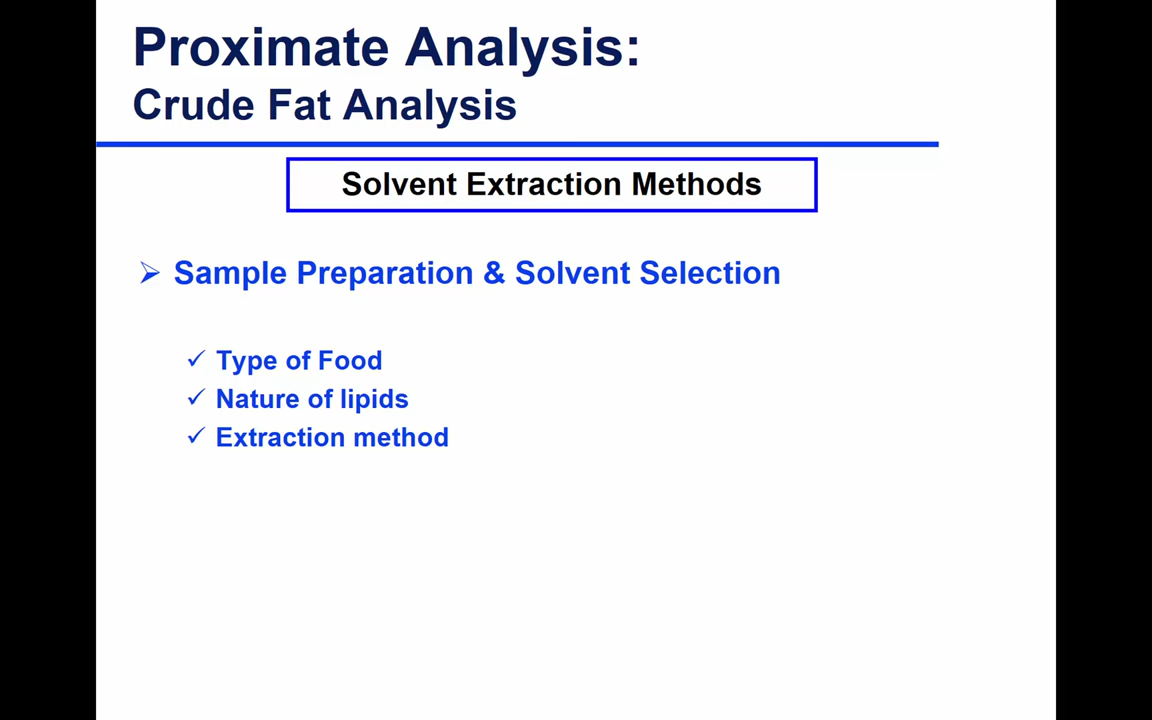 Proximate Analysis:
Crude Fat Analysis
Solvent Extraction Methods
➢ Sample Preparation & Solvent Selection
✓ Type of Food
✓ Nature of lipids
✓ Extraction method